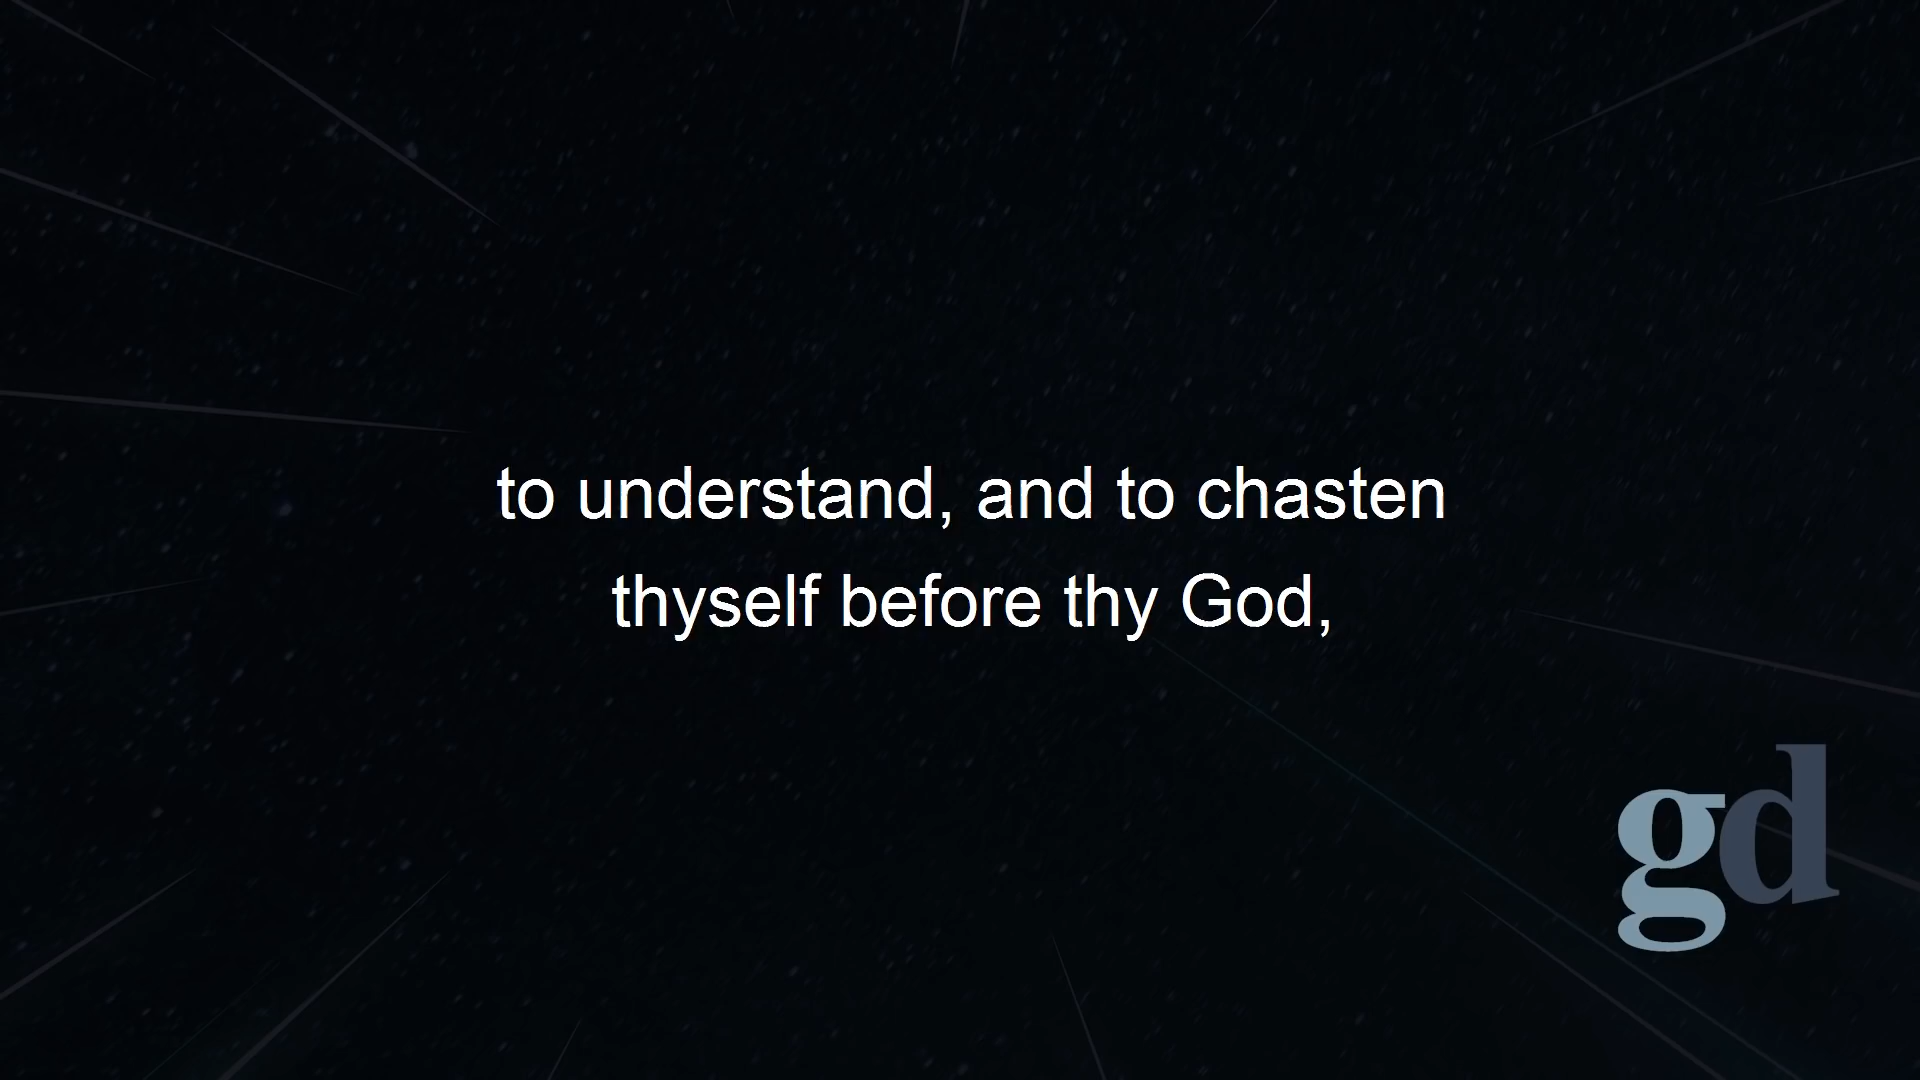 to understand, and to chasten
thyself before thy God,
gd